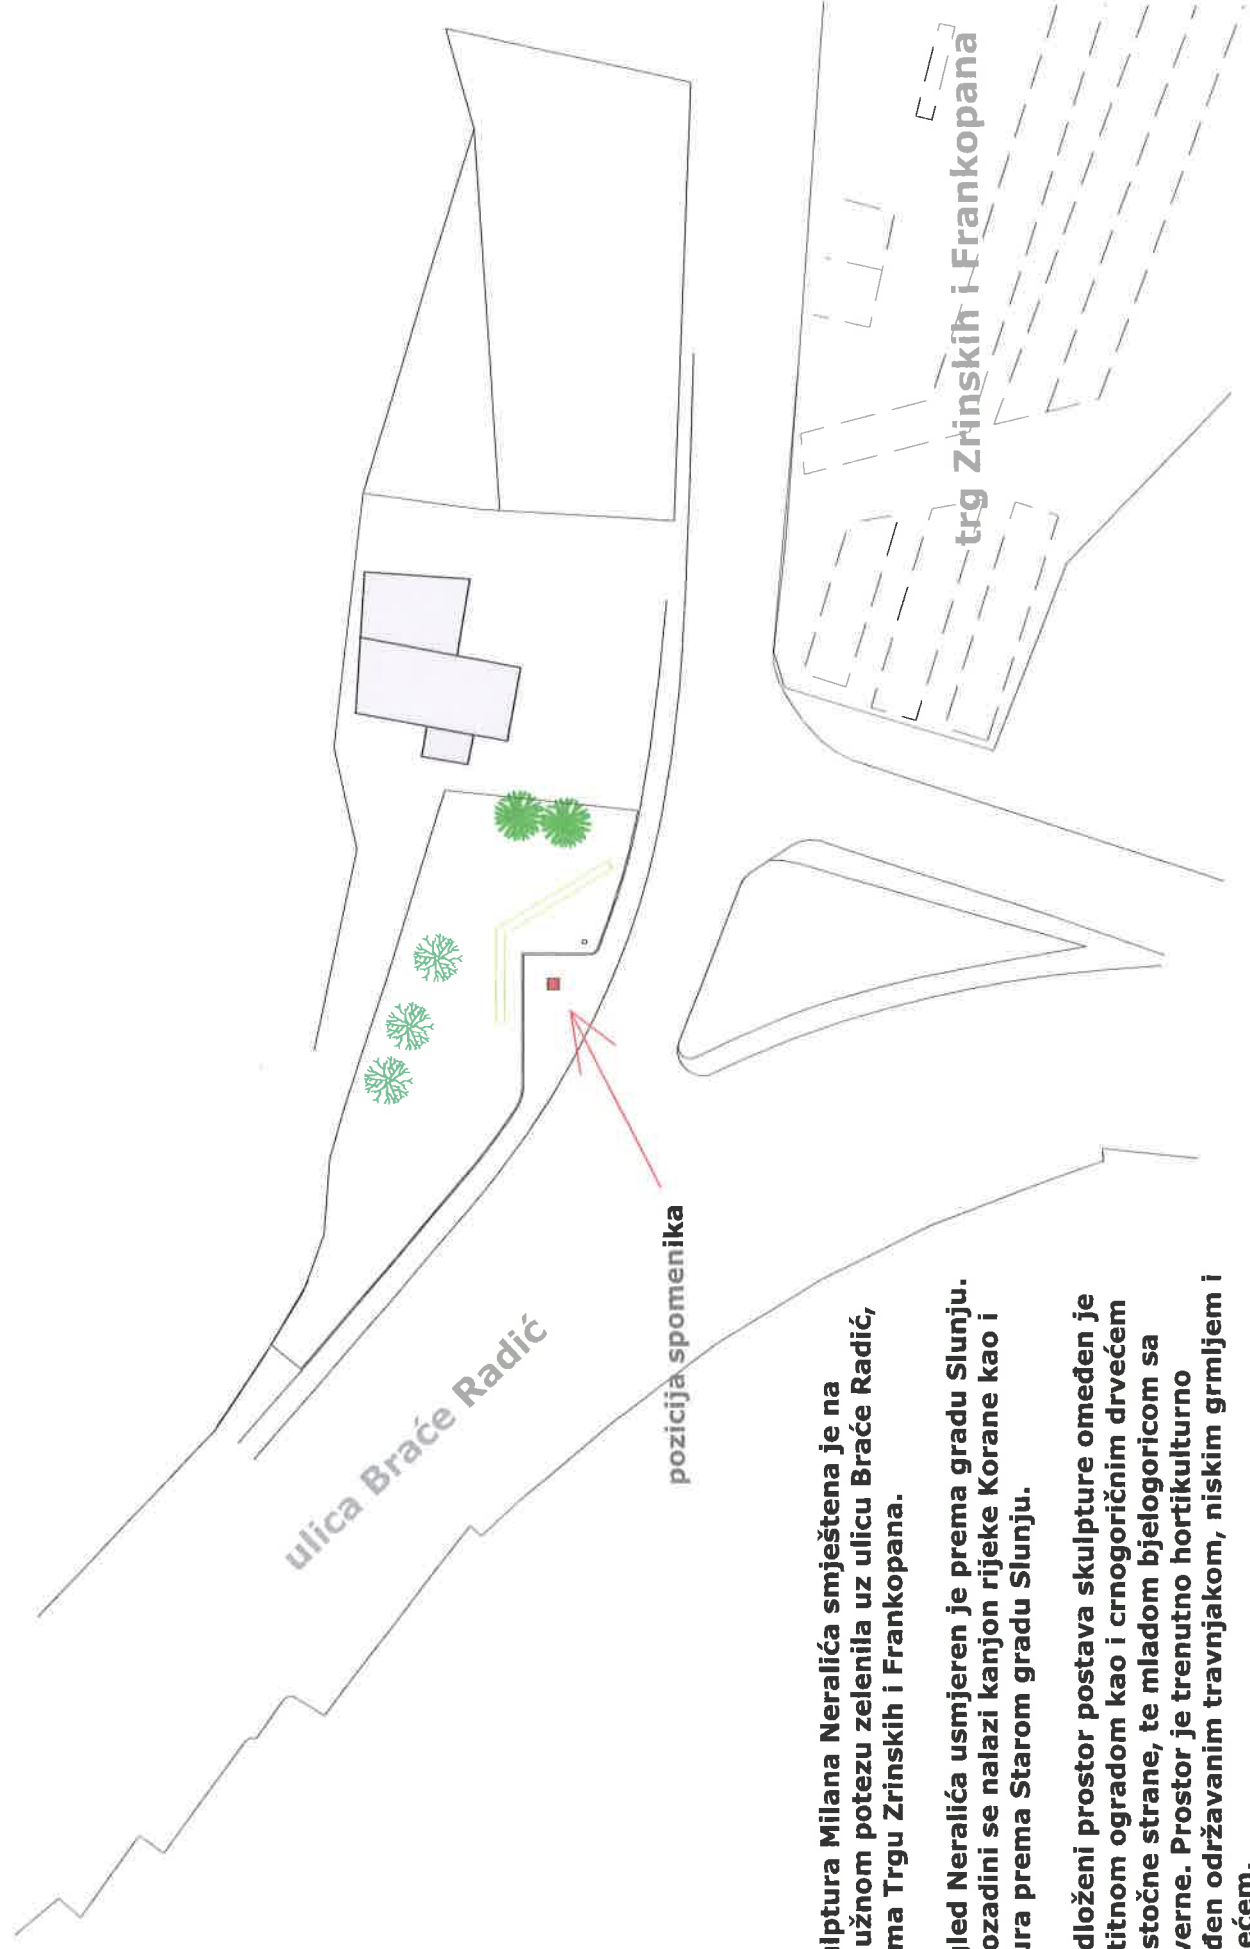 trg Zrinskih i Frankopana
ulica Braće Radić
pozicija spomenika
lptura Milana Neralića smještena je na
užnom potezu zelenila uz ulicu Braće Radić,
ma Trgu Zrinskih i Frankopana.
led Neralića usmjeren je prema gradu Slunju.
ozadini se nalazi kanjon rijeke Korane kao i
ura prema Starom gradu Slunju.
dloženi prostor postava skulpture omeđen je
titnom ogradom kao i crnogoričnim drvećem
stočne strane, te mladom bjelogoricom sa
verne. Prostor je trenutno hortikulturno
đen održavanim travnjakom, niskim grmljem i
ećem.